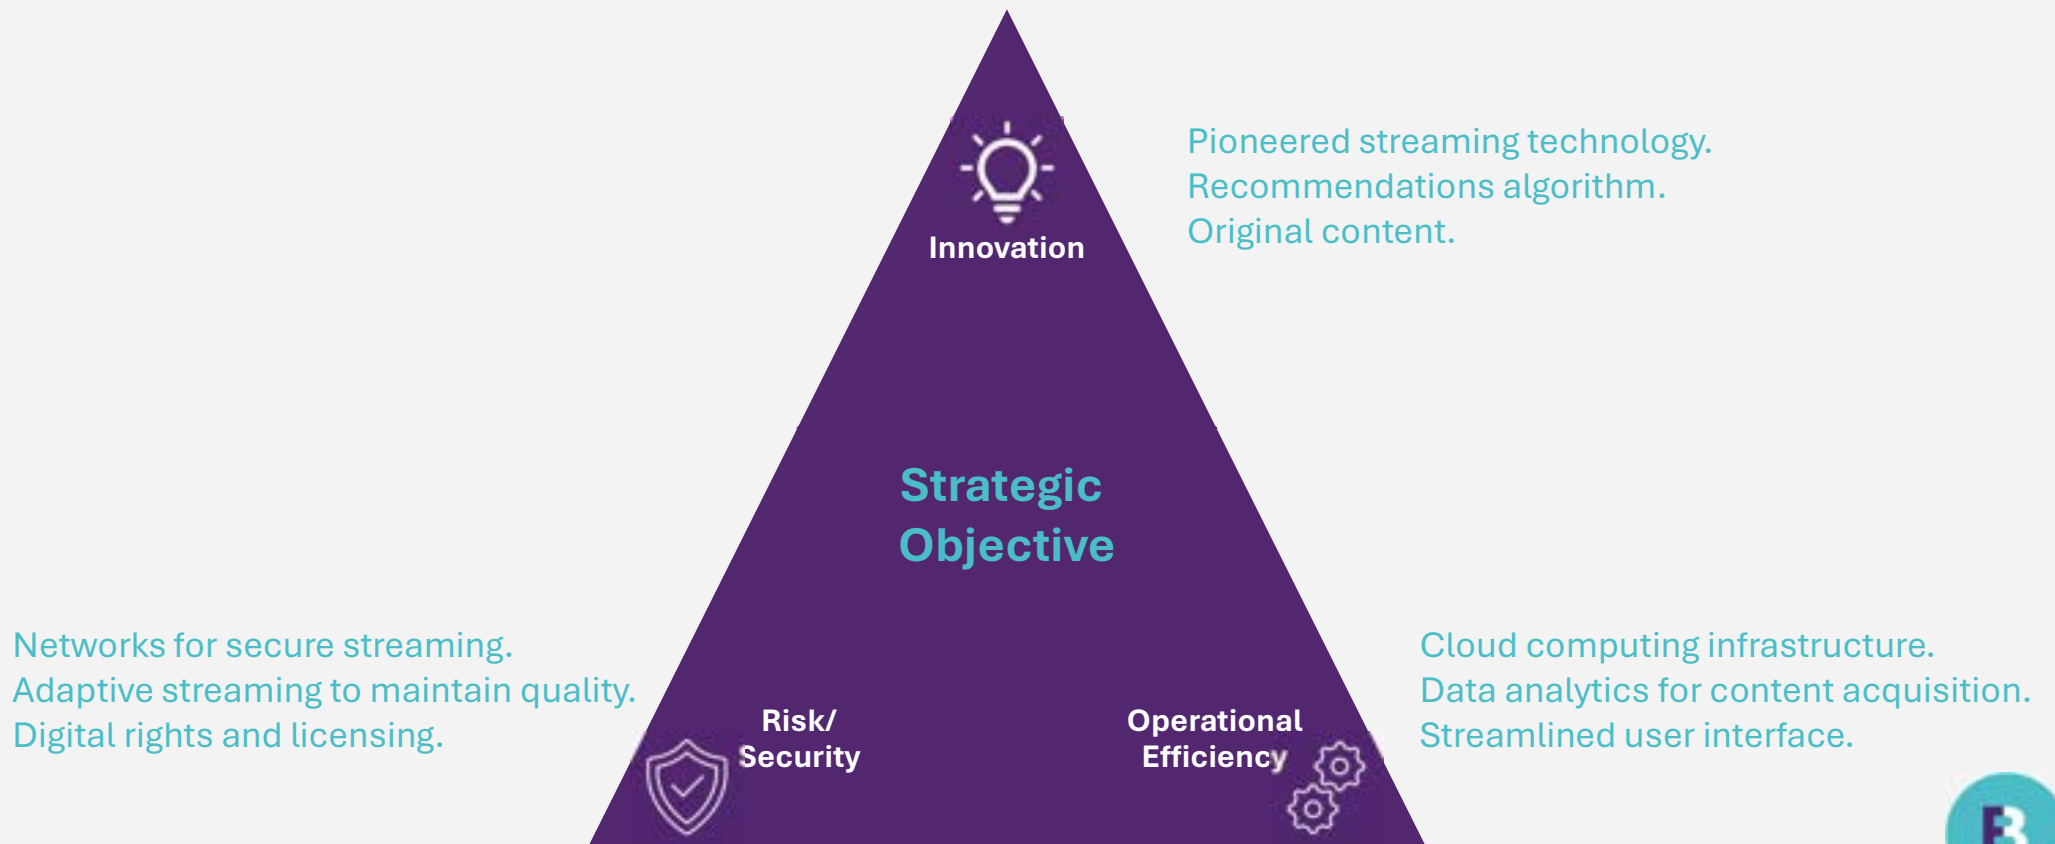 Innovation
Pioneered streaming technology.
Recommendations algorithm.
Original content.
Strategic
Objective
Networks for secure streaming.
Adaptive streaming to maintain quality.
Digital rights and licensing.
Risk/
Security
Operational
Efficiency
Cloud computing infrastructure.
Data analytics for content acquisition.
Streamlined user interface.